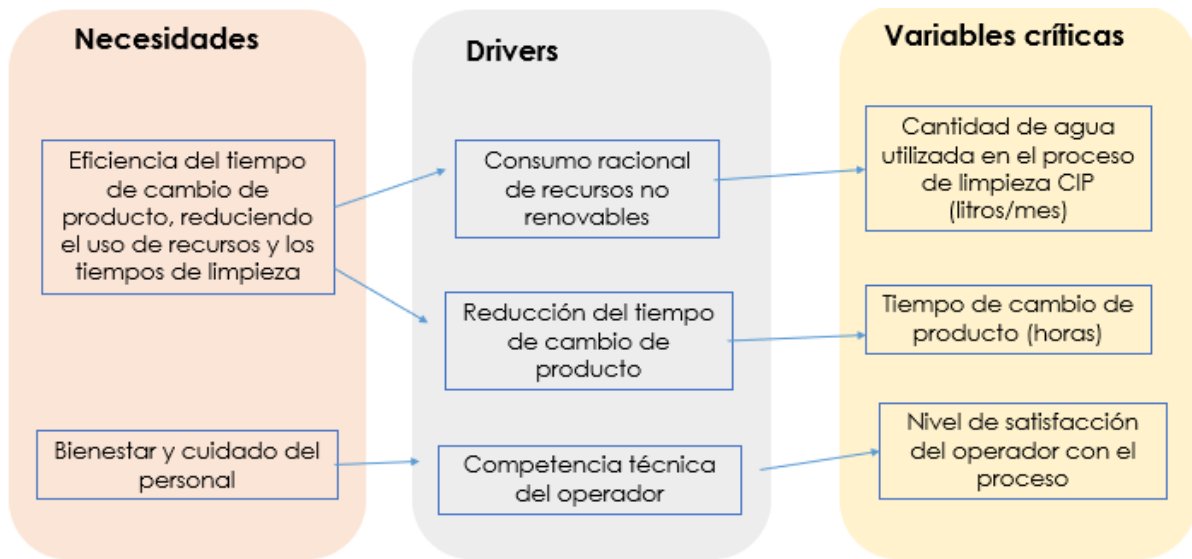 Necesidades
Eficiencia del tiempo
de cambio de
producto, reduciendo
el uso de recursos y los
tiempos de limpieza
Bienestar y cuidado del
personal
Drivers
Consumo racional
de recursos no
renovables
Reducción del tiempo
de cambio de
producto
Competencia técnica
del operador
Variables críticas
Cantidad de agua
utilizada en el proceso
de limpieza CIP
(litros/mes)
Tiempo de cambio de
producto (horas)
Nivel de satisfacción
del operador con el
proceso